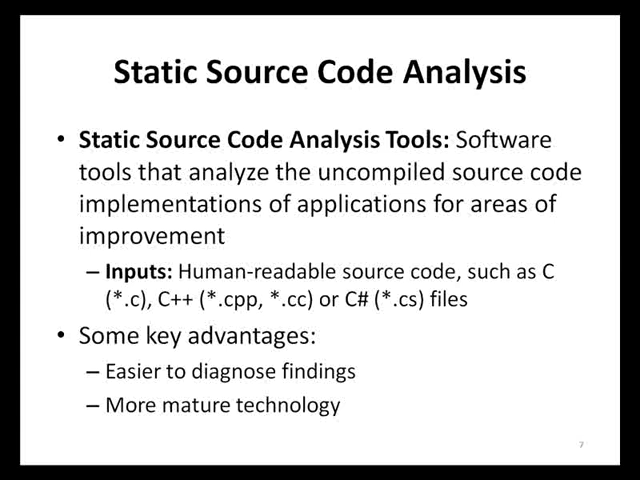 Static Source Code Analysis
• Static Source Code Analysis Tools: Software
tools that analyze the uncompiled source code
implementations of applications for areas of
improvement
– Inputs: Human-readable source code, such as C
(*.c), C++ (*.cpp, *.cc) or C# (*.cs) files
• Some key advantages:
– Easier to diagnose findings
– More mature technology
7